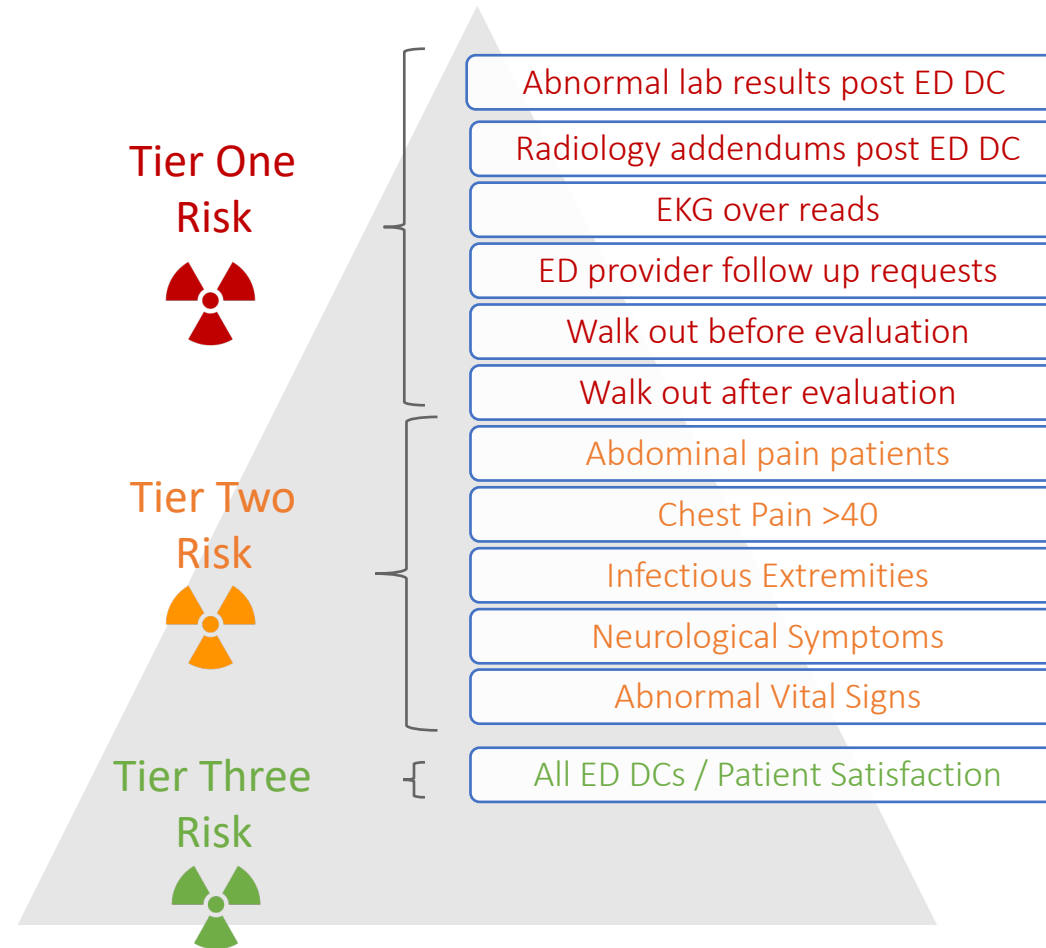 Tier One
Risk
Abnormal lab results post ED DC
Radiology addendums post ED DC
EKG over reads
ED provider follow up requests
Walk out before evaluation
Walk out after evaluation
Tier Two
Risk
Abdominal pain patients
Chest Pain >40
Infectious Extremities
Neurological Symptoms
Abnormal Vital Signs
Tier Three
Risk
All ED DCs / Patient Satisfaction